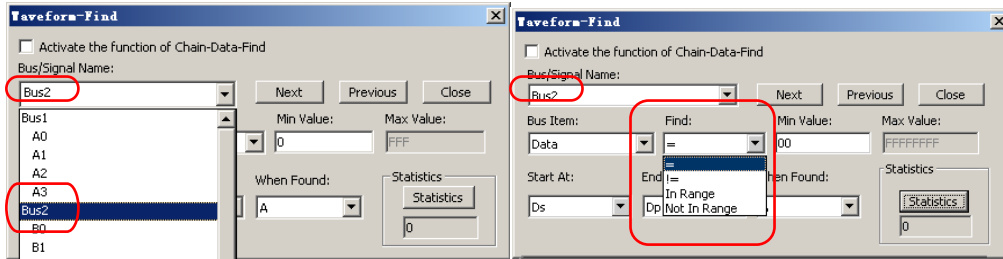 Waveform-Find
Activate the function of Chain-Data-Find
Bus/Signal Name:
Bus2
Next
Previous
Close
Bus1
A0
A1
A2
A3
Bus2
B0
B1
Min Value:
Max Value:
0
FFF
When Found:
A
Statistics
Statistics
0
Waveform-Find
Activate the function of Chain-Data-Find
Bus/Signal Name:
Bus2
Next
Previous
Close
Bus Item:
Find:
Min Value:
Max Value:
Data
=
00
FFFFFFFF
=
!=
In Range
Not In Range
Start At:
End
hen Found:
Ds
Dp
Statistics
Statistics
0